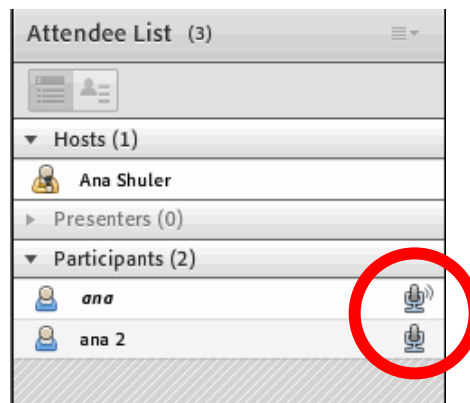 Attendee List (3)
Hosts (1)
Ana Shuler
Presenters (0)
Participants (2)
ana
ana 2